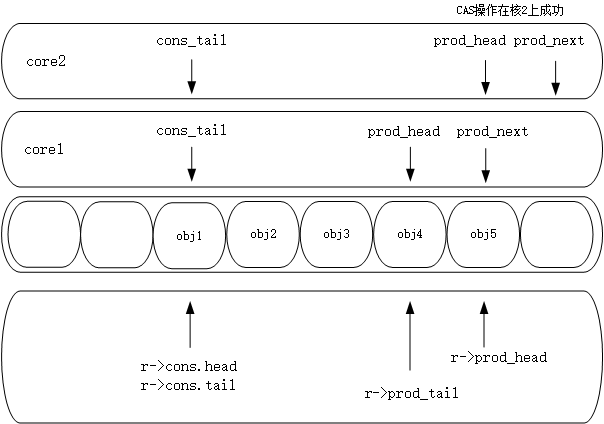 CAS操作在核2上成功
cons_tail
prod_head prod_next
core2
cons_tail
prod_head
prod_next
core1
obj1
obj2
obj3
obj4
obj5
r->cons.head
r->cons.tail
r->prod_head
r->prod_tail